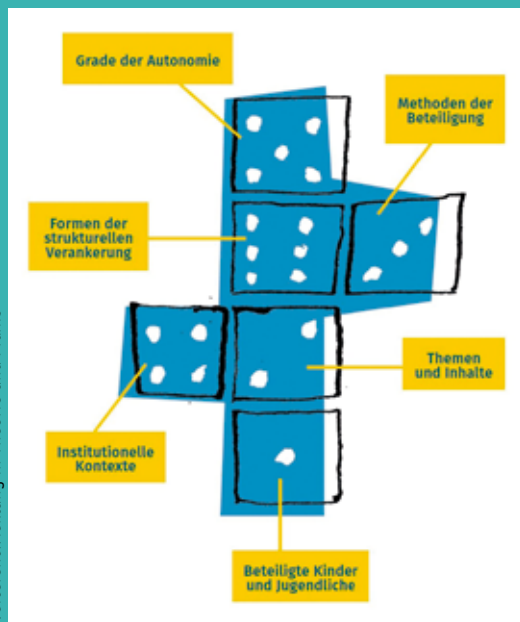 Grade der Autonomie
Methoden der
Beteiligung
Formen der
strukturellen
Verankerung
Themen
und Inhalte
Institutionelle
Kontexte
Beteiligte Kinder
und Jugendliche